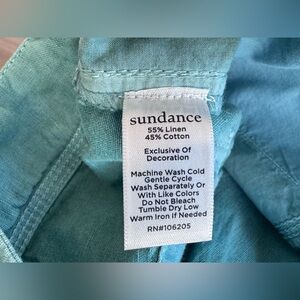 sundance
55% Linen
45% Cotton
Exclusive Of
Decoration
Machine Wash Cold
Gentle Cycle
Wash Separately Or
With Like Colors
Do Not Bleach
Tumble Dry Low
Warm Iron If Needed
RN#106205